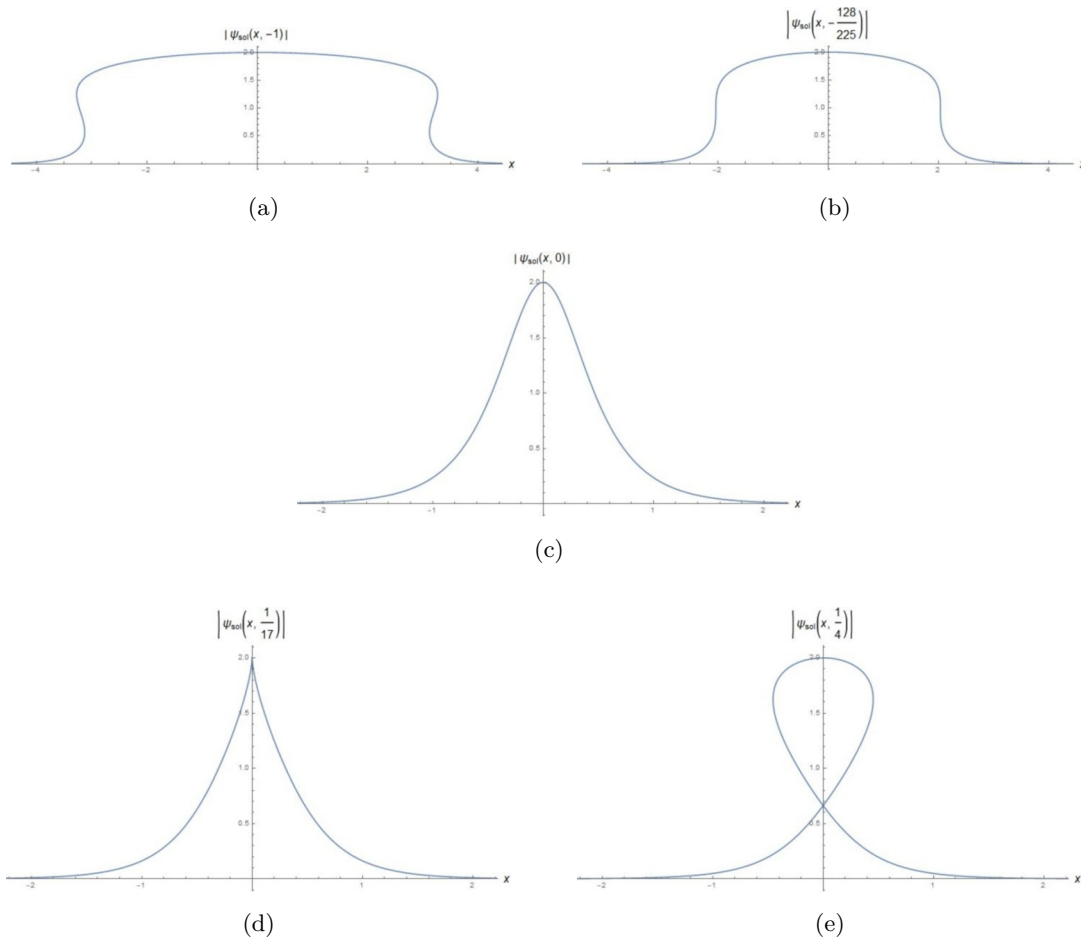 | ψsol(x, −1) |
2.0
1.5
1.0
0.5
−4 −2 2 4 x
(a)
|ψsol(x, −128/225)|
2.0
1.5
1.0
0.5
−4 −2 2 4
(b)
| ψsol(x, 0) |
2.0
1.5
1.0
0.5
−2 −1 1 2 x
(c)
|ψsol(x, 1/17)|
2.0
1.5
1.0
0.5
−2 −1 1 2 x
(d)
|ψsol(x, 1/4)|
2.0
1.5
1.0
0.5
−2 −1 1 2 x
(e)